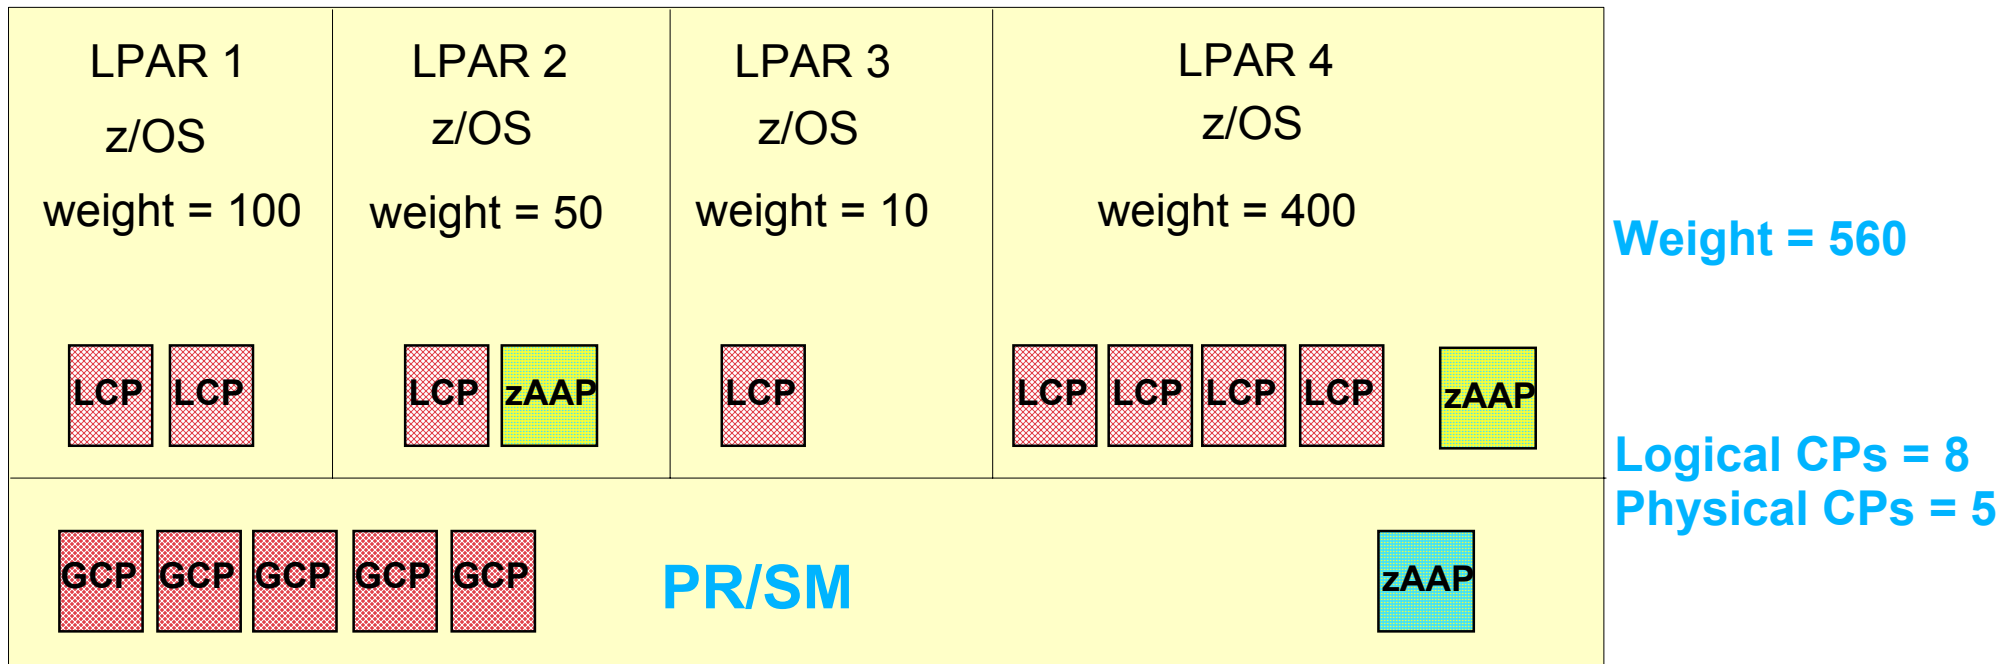 LPAR 1
z/OS
weight = 100
LPAR 2
z/OS
weight = 50
LPAR 3
z/OS
weight = 10
LPAR 4
z/OS
weight = 400
Weight = 560
LCP LCP
LCP zAAP
LCP
LCP LCP LCP LCP zAAP
Logical CPs = 8
Physical CPs = 5
GCP GCP GCP GCP GCP
PR/SM
zAAP